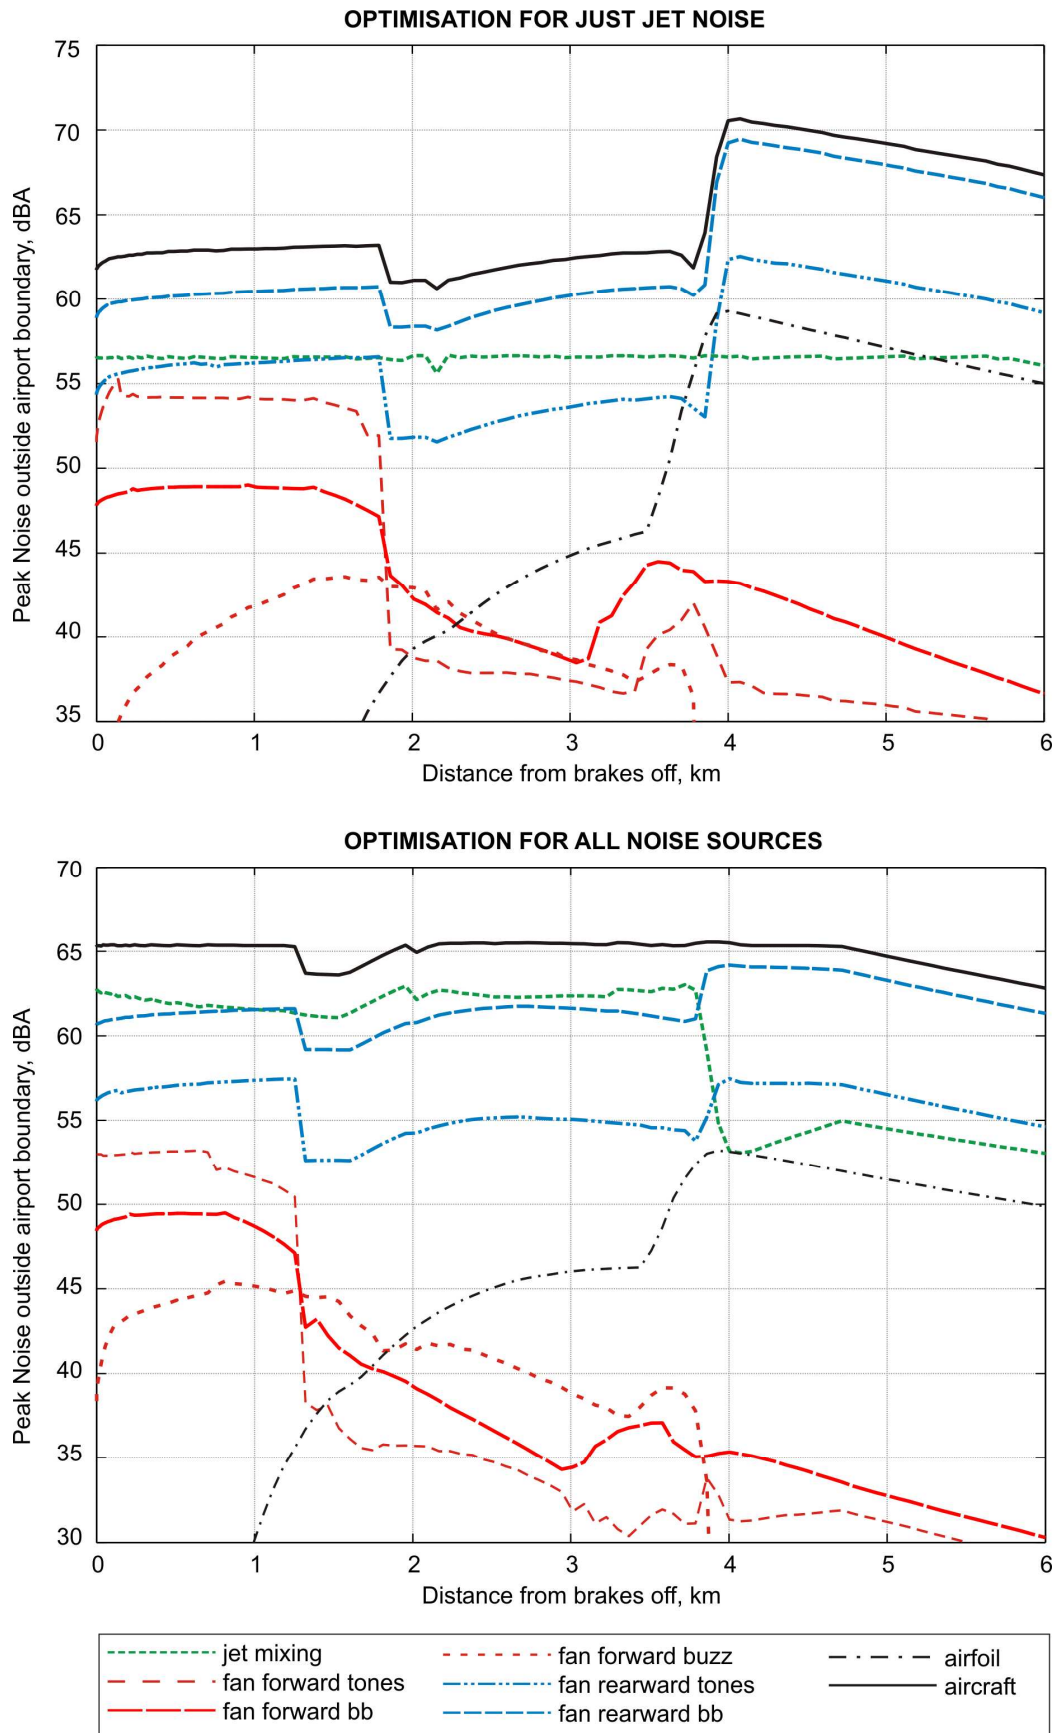 OPTIMISATION FOR JUST JET NOISE
75
70
65
60
55
50
45
40
35
Peak Noise outside airport boundary, dBA
0 1 2 3 4 5 6
Distance from brakes off, km
OPTIMISATION FOR ALL NOISE SOURCES
70
65
60
55
50
45
40
35
30
Peak Noise outside airport boundary, dBA
0 1 2 3 4 5 6
Distance from brakes off, km
jet mixing
fan forward tones
fan forward bb
fan forward buzz
fan rearward tones
fan rearward bb
airfoil
aircraft